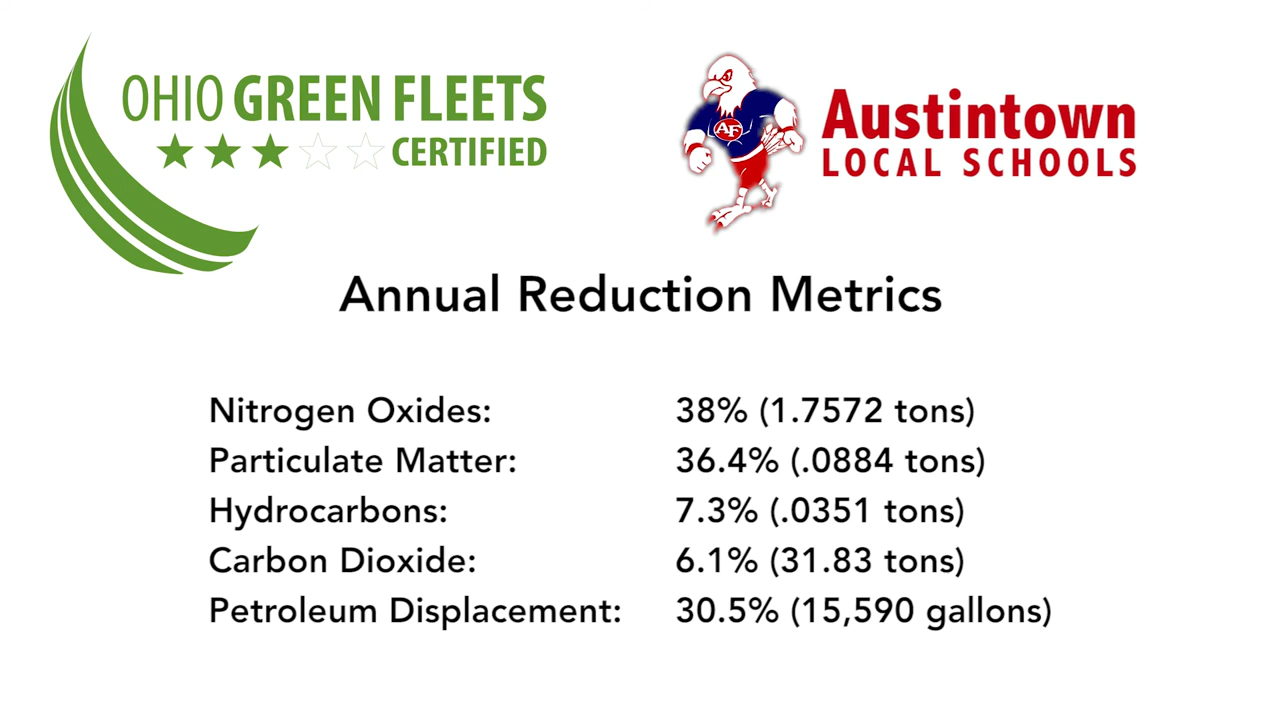 OHIO GREEN FLEETS
CERTIFIED
AF
Austintown
LOCAL SCHOOLS
Annual Reduction Metrics
Nitrogen Oxides: 38% (1.7572 tons)
Particulate Matter: 36.4% (.0884 tons)
Hydrocarbons: 7.3% (.0351 tons)
Carbon Dioxide: 6.1% (31.83 tons)
Petroleum Displacement: 30.5% (15,590 gallons)